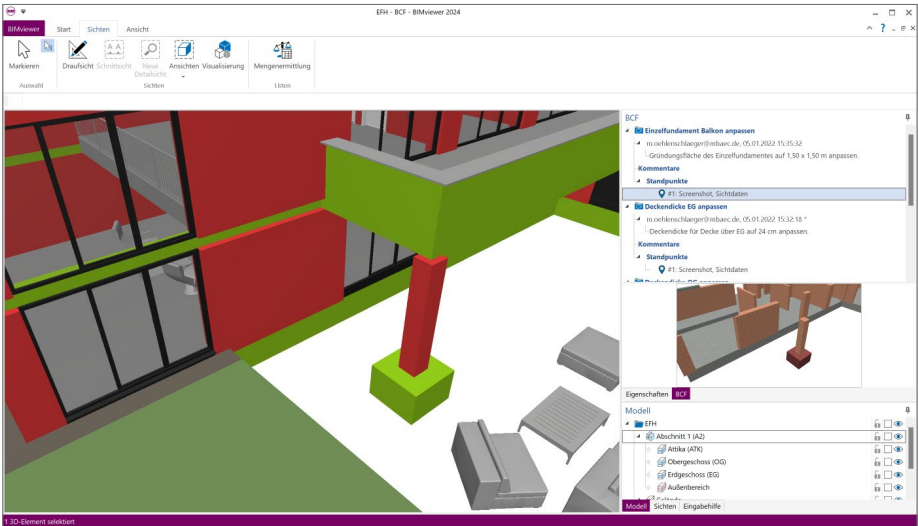 EFH - BCF - BIMviewer 2024
BIMviewer Start Sichten Ansicht
Markieren
Draufsicht Schnittsicht Neue Detailsicht Ansichten Visualisierung Mengenermittlung
Auswahl Sichten Listen
BCF
Einzelfundament Balkon anpassen
m.oehlenschlaeger@mbaec.de, 05.01.2022 15:35:32
Gründungsfläche des Einzelfundamentes auf 1,50 x 1,50 m anpassen.
Kommentare
Standpunkte
#1: Screenshot, Sichtdaten
Deckendicke EG anpassen
m.oehlenschlaeger@mbaec.de, 05.01.2022 15:32:18 *
Deckendicke für Decke über EG auf 24 cm anpassen.
Kommentare
Standpunkte
#1: Screenshot, Sichtdaten
Deckendicke OG anpassen
Eigenschaften BCF
Modell
EFH
Abschnitt 1 (A2)
Attika (ATK)
Obergeschoss (OG)
Erdgeschoss (EG)
Außenbereich
Gelände
Modell Sichten Eingabehilfe
1 3D-Element selektiert